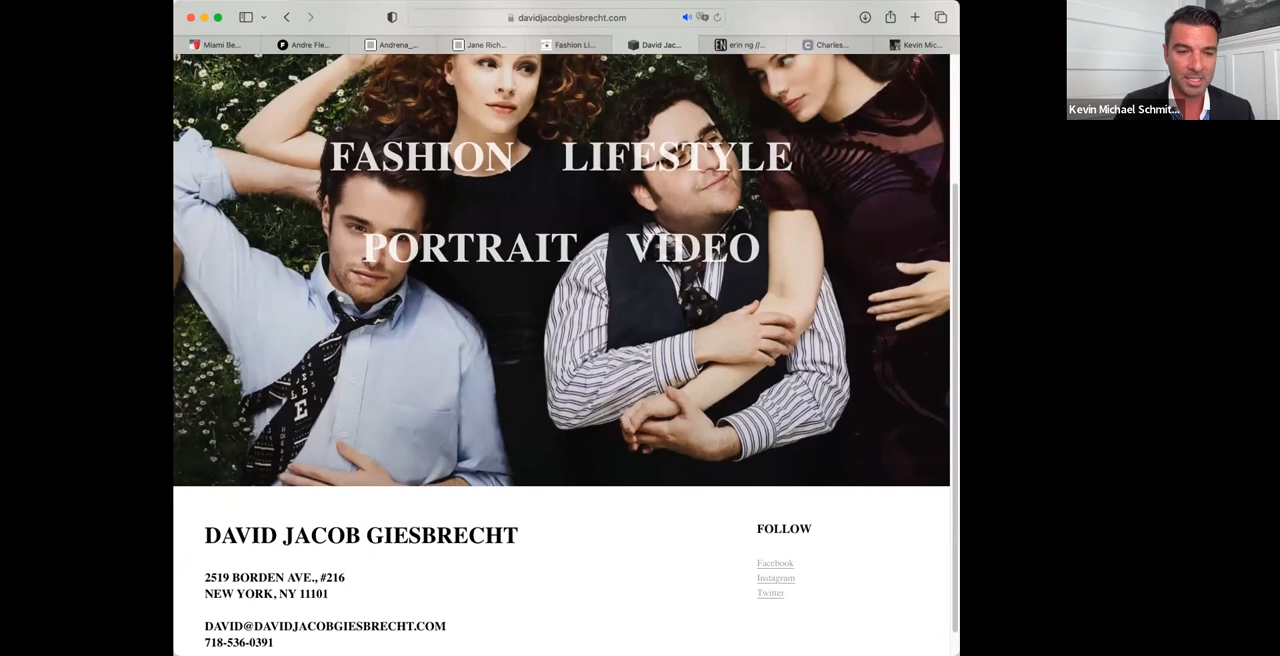 davidjacobgiesbrecht.com
Miami Be...
Andre Fle...
Andrena_...
Jane Rich...
Fashion Li...
David Jac...
erin ng //...
Charles...
Kevin Mic...
Kevin Michael Schmit...
FASHION LIFESTYLE
PORTRAIT VIDEO
DAVID JACOB GIESBRECHT
2519 BORDEN AVE., #216
NEW YORK, NY 11101
DAVID@DAVIDJACOBGIESBRECHT.COM
718-536-0391
FOLLOW
Facebook
Instagram
Twitter